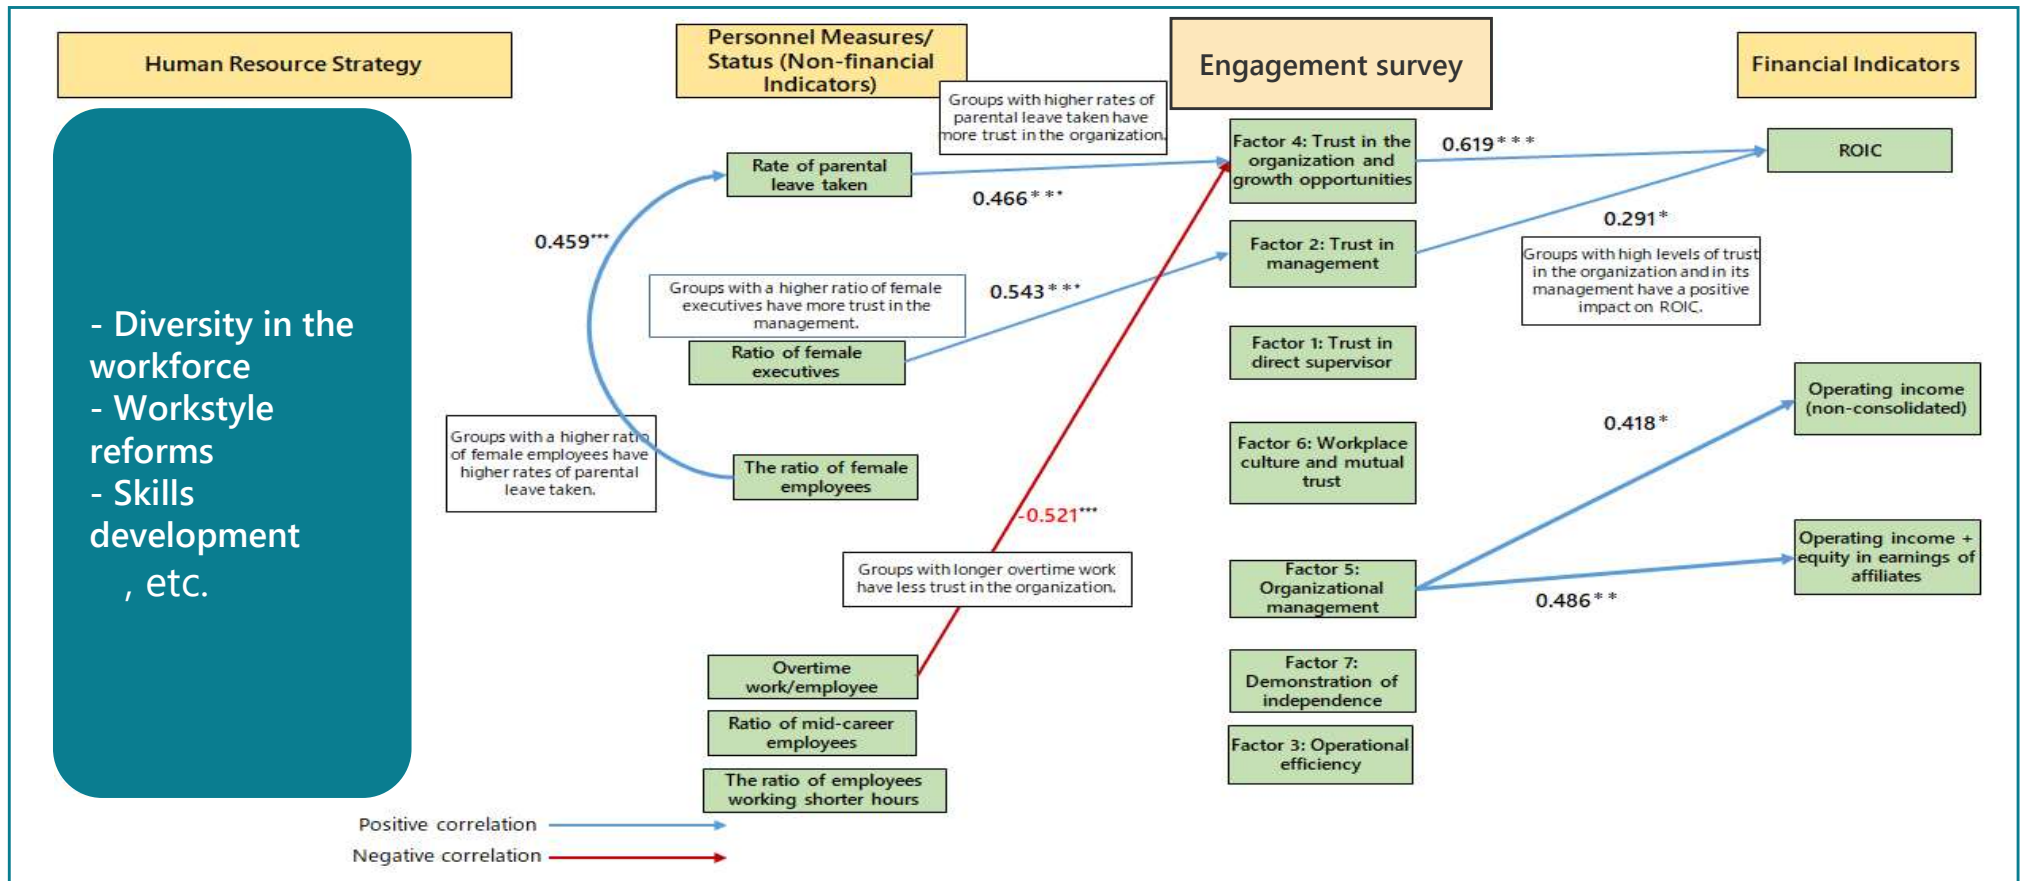 Human Resource Strategy
Personnel Measures/
Status (Non-financial
Indicators)
Engagement survey
Financial Indicators
- Diversity in the
workforce
- Workstyle
reforms
- Skills
development
, etc.
Groups with higher rates of
parental leave taken have
more trust in the organization.
Rate of parental
leave taken
0.466***
0.459***
Groups with a higher ratio of female
executives have more trust in the
management.
0.543***
Ratio of female
executives
Groups with a higher ratio
of female employees have
higher rates of parental
leave taken.
The ratio of female
employees
-0.521***
Groups with longer overtime work
have less trust in the organization.
Overtime
work/employee
Ratio of mid-career
employees
The ratio of employees
working shorter hours
Factor 4: Trust in the
organization and
growth opportunities
Factor 2: Trust in
management
Factor 1: Trust in
direct supervisor
Factor 6: Workplace
culture and mutual
trust
Factor 5:
Organizational
management
Factor 7:
Demonstration of
independence
Factor 3: Operational
efficiency
0.619***
0.291*
Groups with high levels of trust
in the organization and in its
management have a positive
impact on ROIC.
0.418*
0.486**
ROIC
Operating income
(non-consolidated)
Operating income +
equity in earnings of
affiliates
Positive correlation
Negative correlation